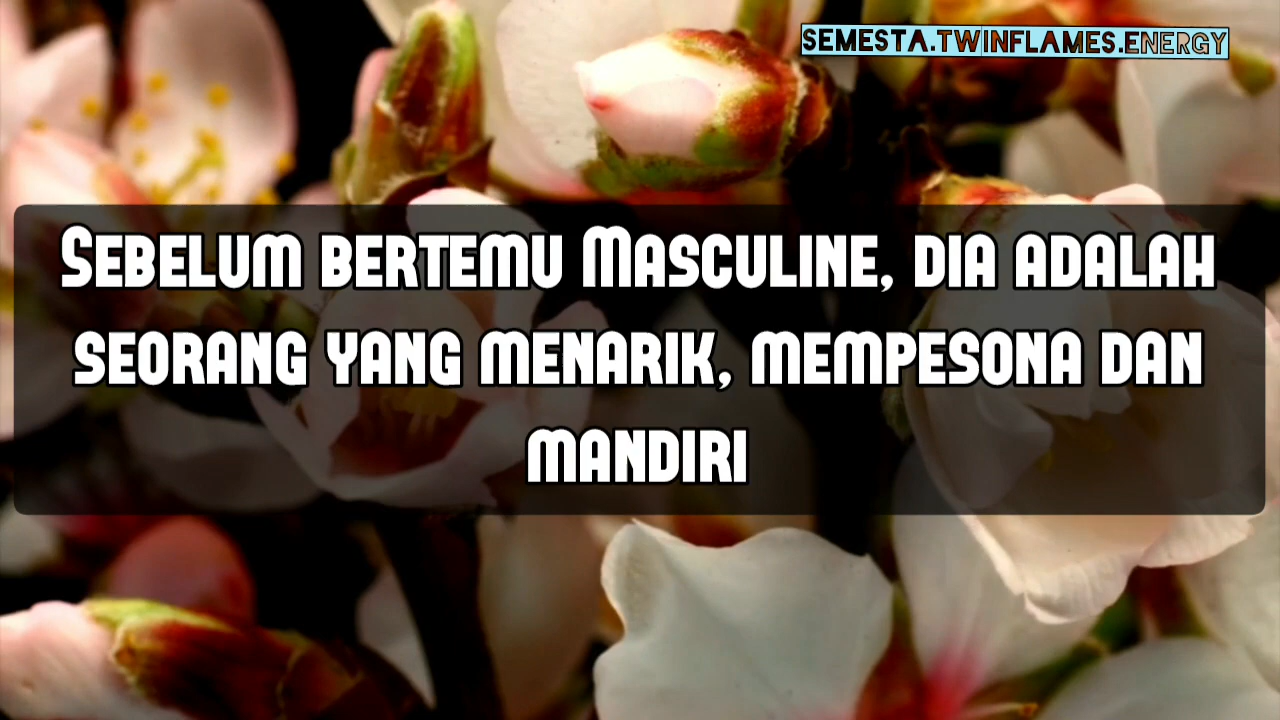 SEMESTA.TWINFLAMES.ENERGY
SEBELUM BERTEMU MASCULINE, DIA ADALAH
SEORANG YANG MENARIK, MEMPESONA DAN
MANDIRI